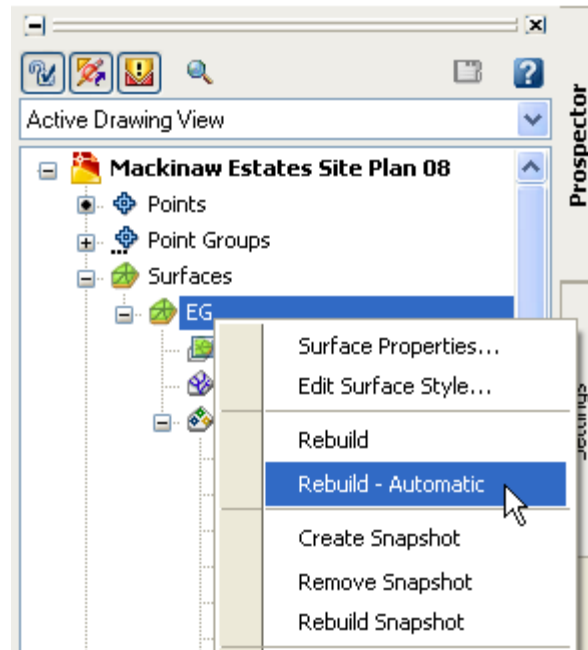 Active Drawing View
Prospector
Mackinaw Estates Site Plan 08
Points
Point Groups
Surfaces
EG
Surface Properties...
Edit Surface Style...
Settings
Rebuild
Rebuild - Automatic
Create Snapshot
Remove Snapshot
Rebuild Snapshot